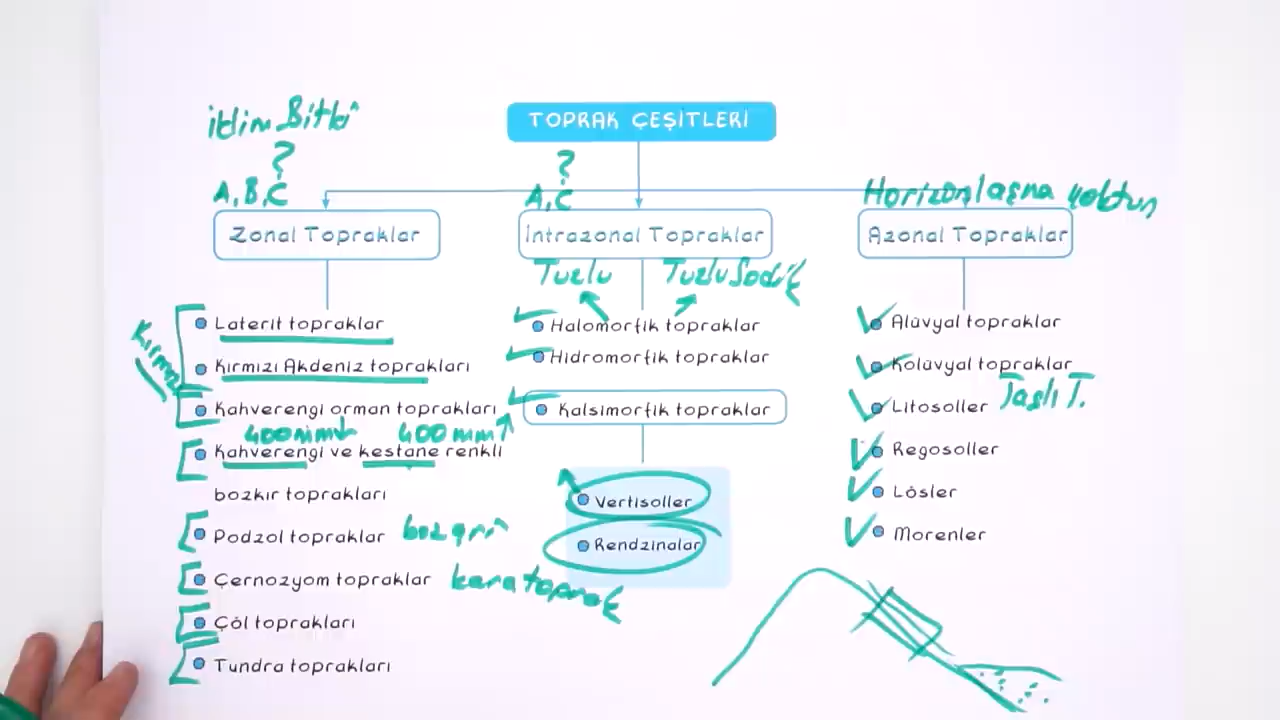 iklim Bitki
?
A, B, C
TOPRAK ÇEŞİTLERİ
?
A, C
Horizonlaşma yoktur
Zonal Topraklar
Laterit topraklar
Kırmızı Akdeniz toprakları
Kırmızı
Kahverengi orman toprakları
400mm↓ 400mm↑
Kahverengi ve kestane renkli
bozkır toprakları
Podzol topraklar
Çernozyom topraklar kara toprak
Çöl toprakları
Tundra toprakları
İntrazonal Topraklar
Tuzlu Tuzlu Sodik
Halomorfik topraklar
Hidromorfik topraklar
Kalsimorfik topraklar
Vertisoller
Rendzinalar
Azonal Topraklar
Alüvyal topraklar
Kolüvyal topraklar
Litosoller Taşlı T.
Regosoller
Lösler
Morenler